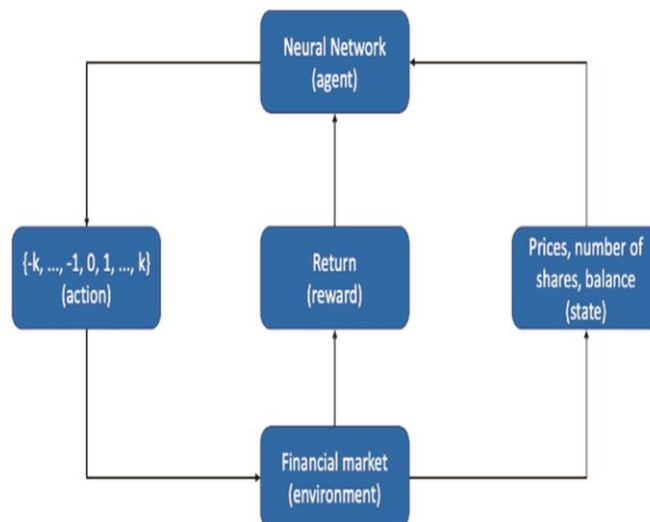 Neural Network
(agent)
{-k, ..., -1, 0, 1, ..., k}
(action)
Return
(reward)
Prices, number of
shares, balance
(state)
Financial market
(environment)